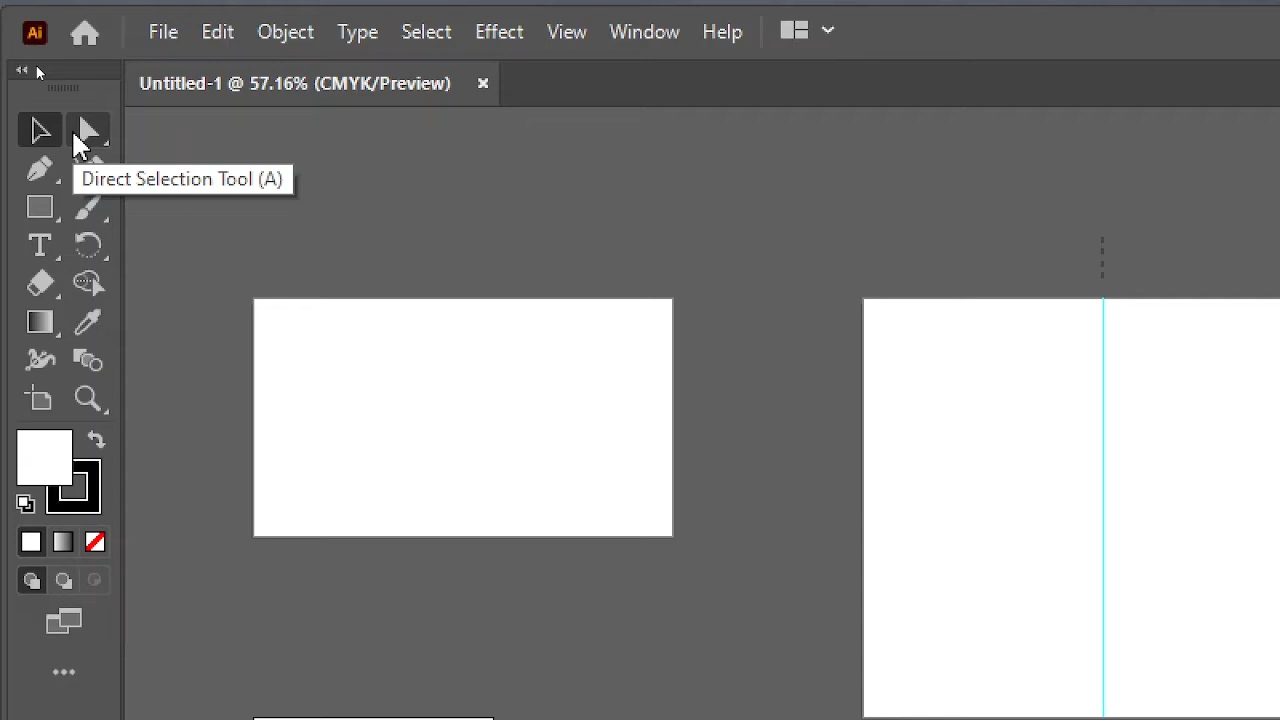 Ai File Edit Object Type Select Effect View Window Help
Untitled-1 @ 57.16% (CMYK/Preview)
Direct Selection Tool (A)